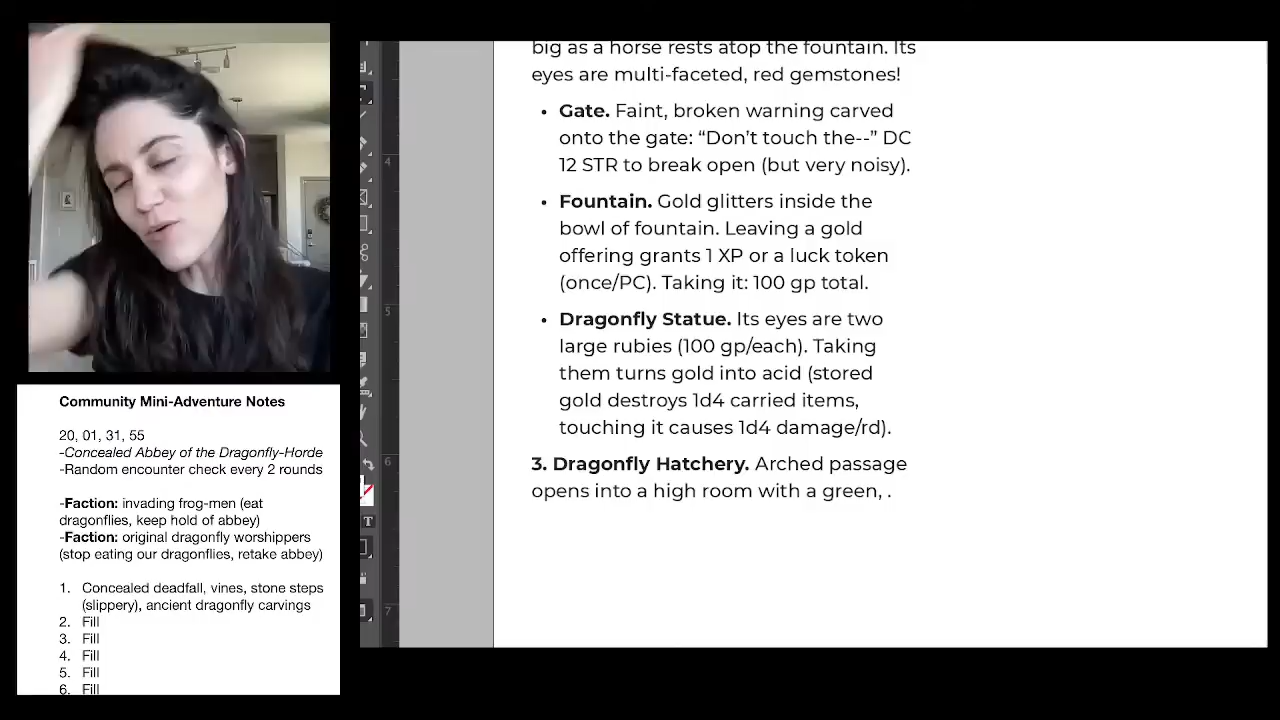 big as a horse rests atop the fountain. Its
eyes are multi-faceted, red gemstones!
• Gate. Faint, broken warning carved
onto the gate: “Don’t touch the--” DC
12 STR to break open (but very noisy).
• Fountain. Gold glitters inside the
bowl of fountain. Leaving a gold
offering grants 1 XP or a luck token
(once/PC). Taking it: 100 gp total.
• Dragonfly Statue. Its eyes are two
large rubies (100 gp/each). Taking
them turns gold into acid (stored
gold destroys 1d4 carried items,
touching it causes 1d4 damage/rd).
3. Dragonfly Hatchery. Arched passage
opens into a high room with a green, .
4
5
6
7
T
Community Mini-Adventure Notes
20, 01, 31, 55
-Concealed Abbey of the Dragonfly-Horde
-Random encounter check every 2 rounds
-Faction: invading frog-men (eat
dragonflies, keep hold of abbey)
-Faction: original dragonfly worshippers
(stop eating our dragonflies, retake abbey)
1. Concealed deadfall, vines, stone steps
(slippery), ancient dragonfly carvings
2. Fill
3. Fill
4. Fill
5. Fill
6. Fill